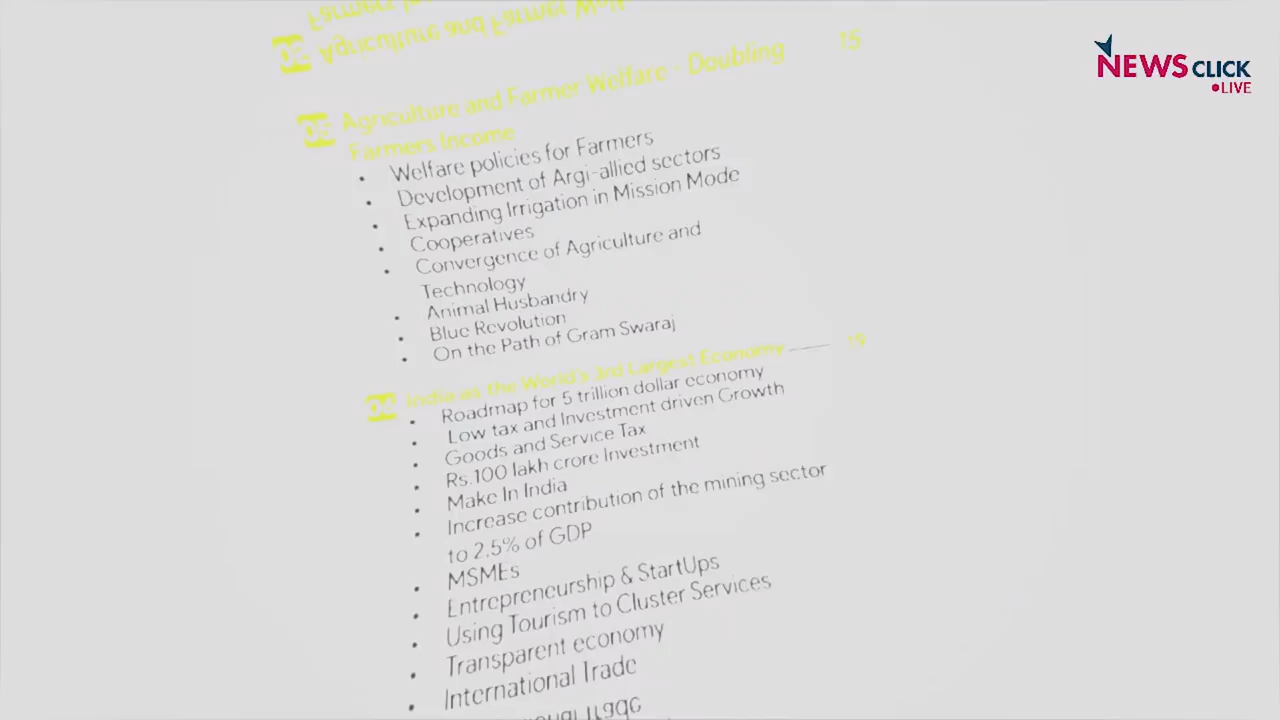 Agriculture and Farmer
15
NEWSCLICK
LIVE
Agriculture and Farmer Welfare - Doubling
Farmers Income
• Welfare policies for Farmers
• Development of Argi-allied sectors
• Expanding Irrigation in Mission Mode
• Cooperatives
• Convergence of Agriculture and
Technology
• Animal Husbandry
• Blue Revolution
• On the Path of Gram Swaraj
India as the World's 3rd Largest Economy 19
• Roadmap for 5 trillion dollar economy
• Low tax and Investment driven Growth
• Goods and Service Tax
• Rs.100 lakh crore Investment
• Make In India
• Increase contribution of the mining sector
to 2.5% of GDP
• MSMEs
• Entrepreneurship & StartUps
• Using Tourism to Cluster Services
• Transparent economy
• International Trade